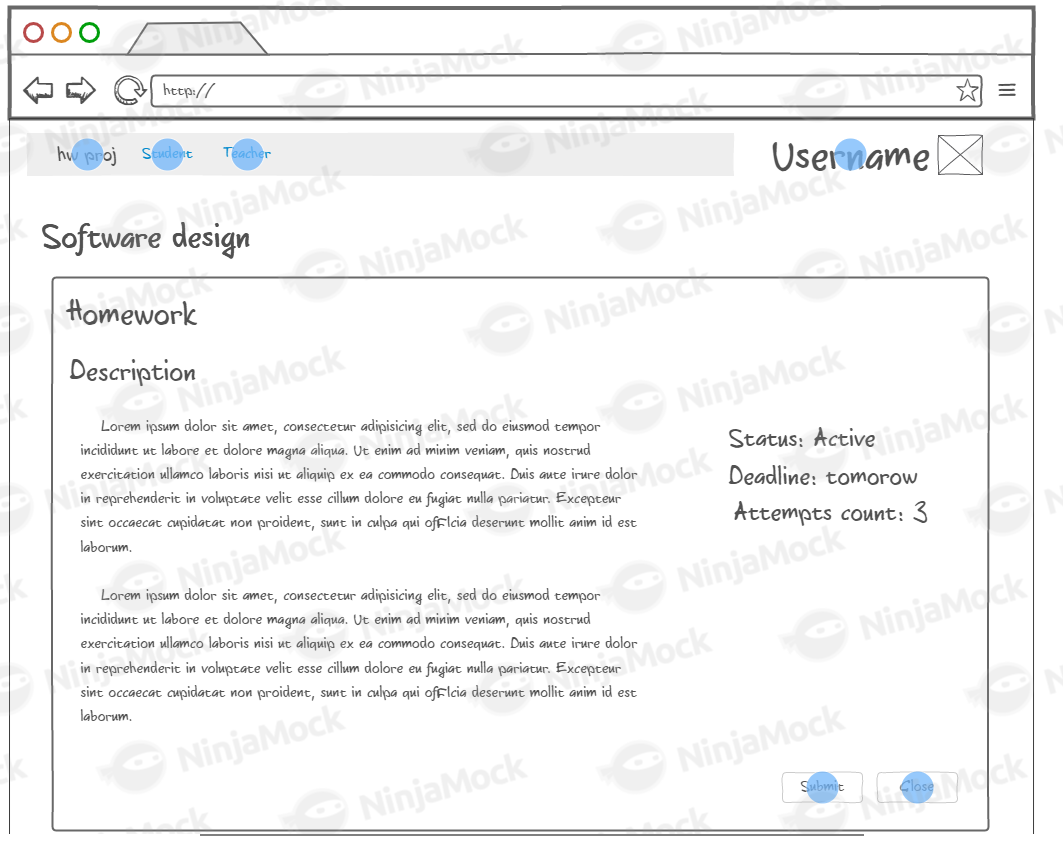 http://
hw proj Student Teacher
Username
Software design
Homework
Description
Lorem ipsum dolor sit amet, consectetur adipisicing elit, sed do eiusmod tempor
incididunt ut labore et dolore magna aliqua. Ut enim ad minim veniam, quis nostrud
exercitation ullamco laboris nisi ut aliquip ex ea commodo consequat. Duis aute irure dolor
in reprehenderit in voluptate velit esse cillum dolore eu fugiat nulla pariatur. Excepteur
sint occaecat cupidatat non proident, sunt in culpa qui officia deserunt mollit anim id est
laborum.
Lorem ipsum dolor sit amet, consectetur adipisicing elit, sed do eiusmod tempor
incididunt ut labore et dolore magna aliqua. Ut enim ad minim veniam, quis nostrud
exercitation ullamco laboris nisi ut aliquip ex ea commodo consequat. Duis aute irure dolor
in reprehenderit in voluptate velit esse cillum dolore eu fugiat nulla pariatur. Excepteur
sint occaecat cupidatat non proident, sunt in culpa qui officia deserunt mollit anim id est
laborum.
Status: Active
Deadline: tomorow
Attempts count: 3
Submit Close
NinjaMock